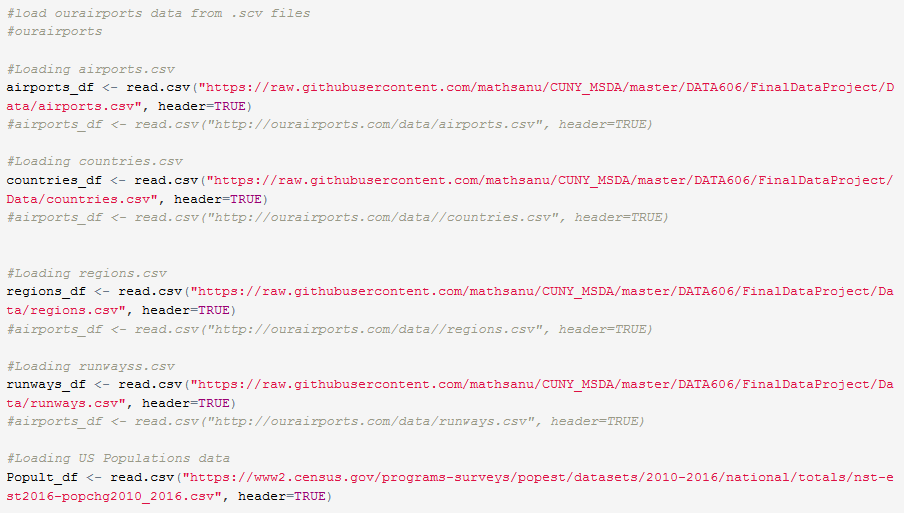 #load ourairports data from .scv files
#ourairports
#Loading airports.csv
airports_df <- read.csv("https://raw.githubusercontent.com/mathsanu/CUNY_MSDA/master/DATA606/FinalDataProject/D
ata/airports.csv", header=TRUE)
#airports_df <- read.csv("http://ourairports.com/data/airports.csv", header=TRUE)
#Loading countries.csv
countries_df <- read.csv("https://raw.githubusercontent.com/mathsanu/CUNY_MSDA/master/DATA606/FinalDataProject/
Data/countries.csv", header=TRUE)
#airports_df <- read.csv("http://ourairports.com/data//countries.csv", header=TRUE)
#Loading regions.csv
regions_df <- read.csv("https://raw.githubusercontent.com/mathsanu/CUNY_MSDA/master/DATA606/FinalDataProject/Da
ta/regions.csv", header=TRUE)
#airports_df <- read.csv("http://ourairports.com/data//regions.csv", header=TRUE)
#Loading runwayss.csv
runways_df <- read.csv("https://raw.githubusercontent.com/mathsanu/CUNY_MSDA/master/DATA606/FinalDataProject/Da
ta/runways.csv", header=TRUE)
#airports_df <- read.csv("http://ourairports.com/data/runways.csv", header=TRUE)
#Loading US Populations data
Popult_df <- read.csv("https://www2.census.gov/programs-surveys/popest/datasets/2010-2016/national/totals/nst-e
st2016-popchg2010_2016.csv", header=TRUE)